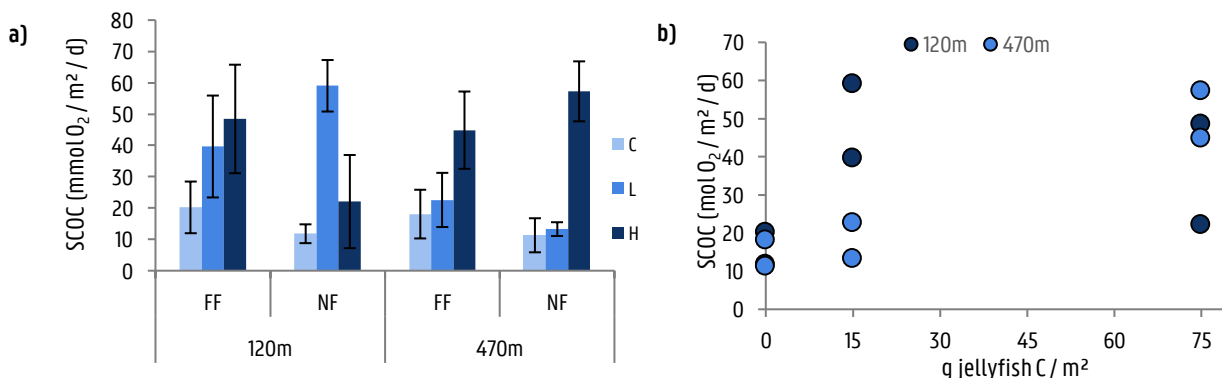 a)
SCOC (mmol O₂ / m² / d)
80
70
60
50
40
30
20
10
0
FF
NF
FF
NF
120m
470m
C
L
H
b)
120m
470m
SCOC (mol O₂ / m² / d)
70
60
50
40
30
20
10
0
0
15
30
45
60
75
g jellyfish C / m²